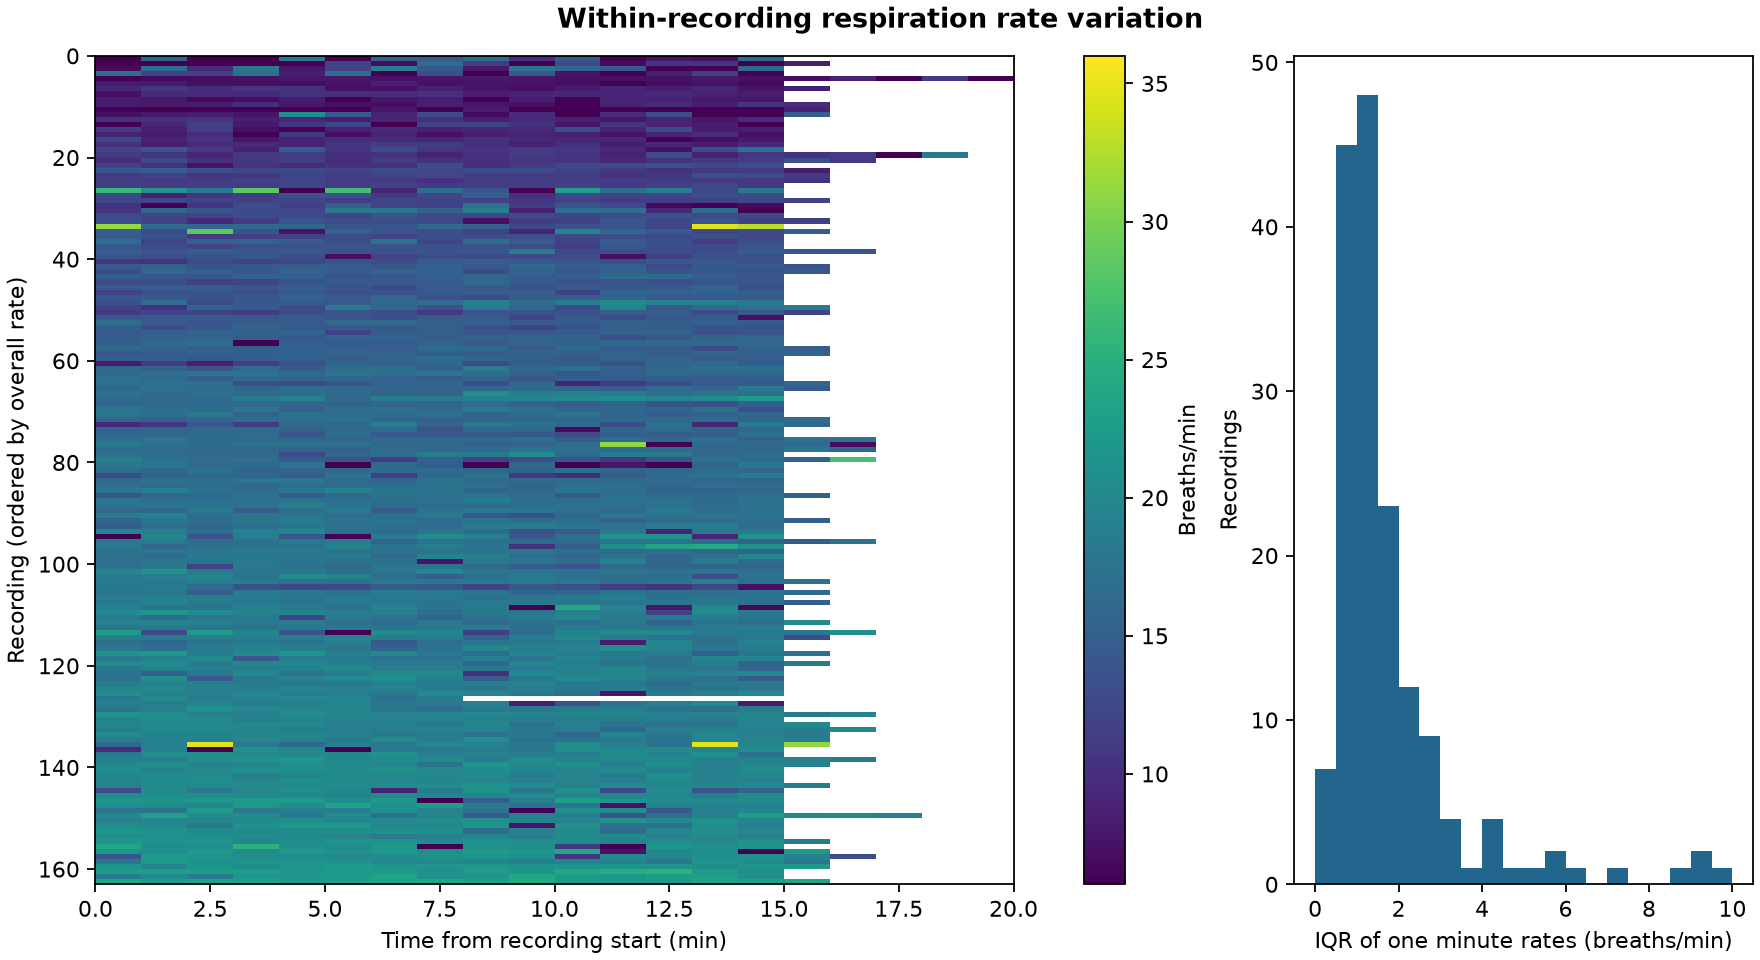 Within-recording respiration rate variation
Recording (ordered by overall rate)
0
20
40
60
80
100
120
140
160
0.0 2.5 5.0 7.5 10.0 12.5 15.0 17.5 20.0
Time from recording start (min)
35
30
25
20
15
10
Breaths/min
Recordings
50
40
30
20
10
0
0 2 4 6 8 10
IQR of one minute rates (breaths/min)